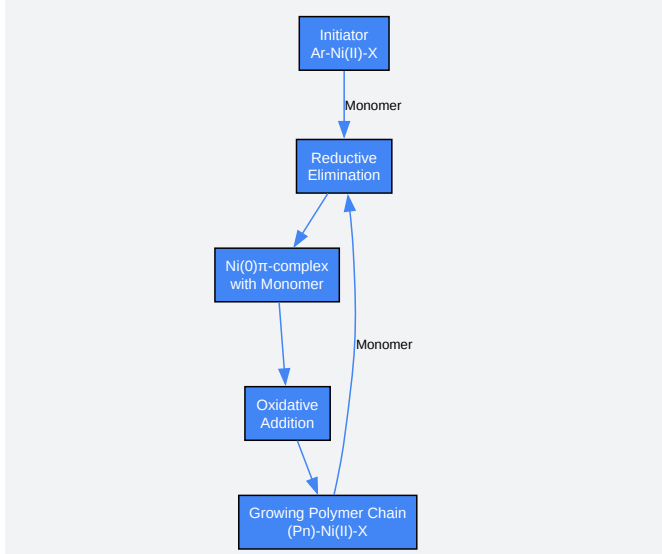 Initiator
Ar-Ni(II)-X
Monomer
Reductive
Elimination
Ni(0)π-complex
with Monomer
Monomer
Oxidative
Addition
Growing Polymer Chain
(Pn)-Ni(II)-X